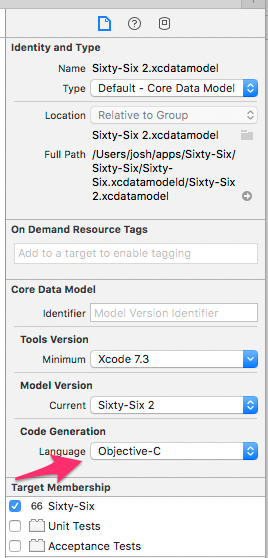 Identity and Type
Name Sixty-Six 2.xcdatamodel
Type Default - Core Data Model
Location Relative to Group
Sixty-Six 2.xcdatamodel
Full Path /Users/josh/apps/Sixty-Six/
Sixty-Six/Sixty-
Six.xcdatamodeld/Sixty-Six
2.xcdatamodel
On Demand Resource Tags
Add to a target to enable tagging
Core Data Model
Identifier Model Version Identifier
Tools Version
Minimum Xcode 7.3
Model Version
Current Sixty-Six 2
Code Generation
Language Objective-C
Target Membership
66 Sixty-Six
Unit Tests
Acceptance Tests